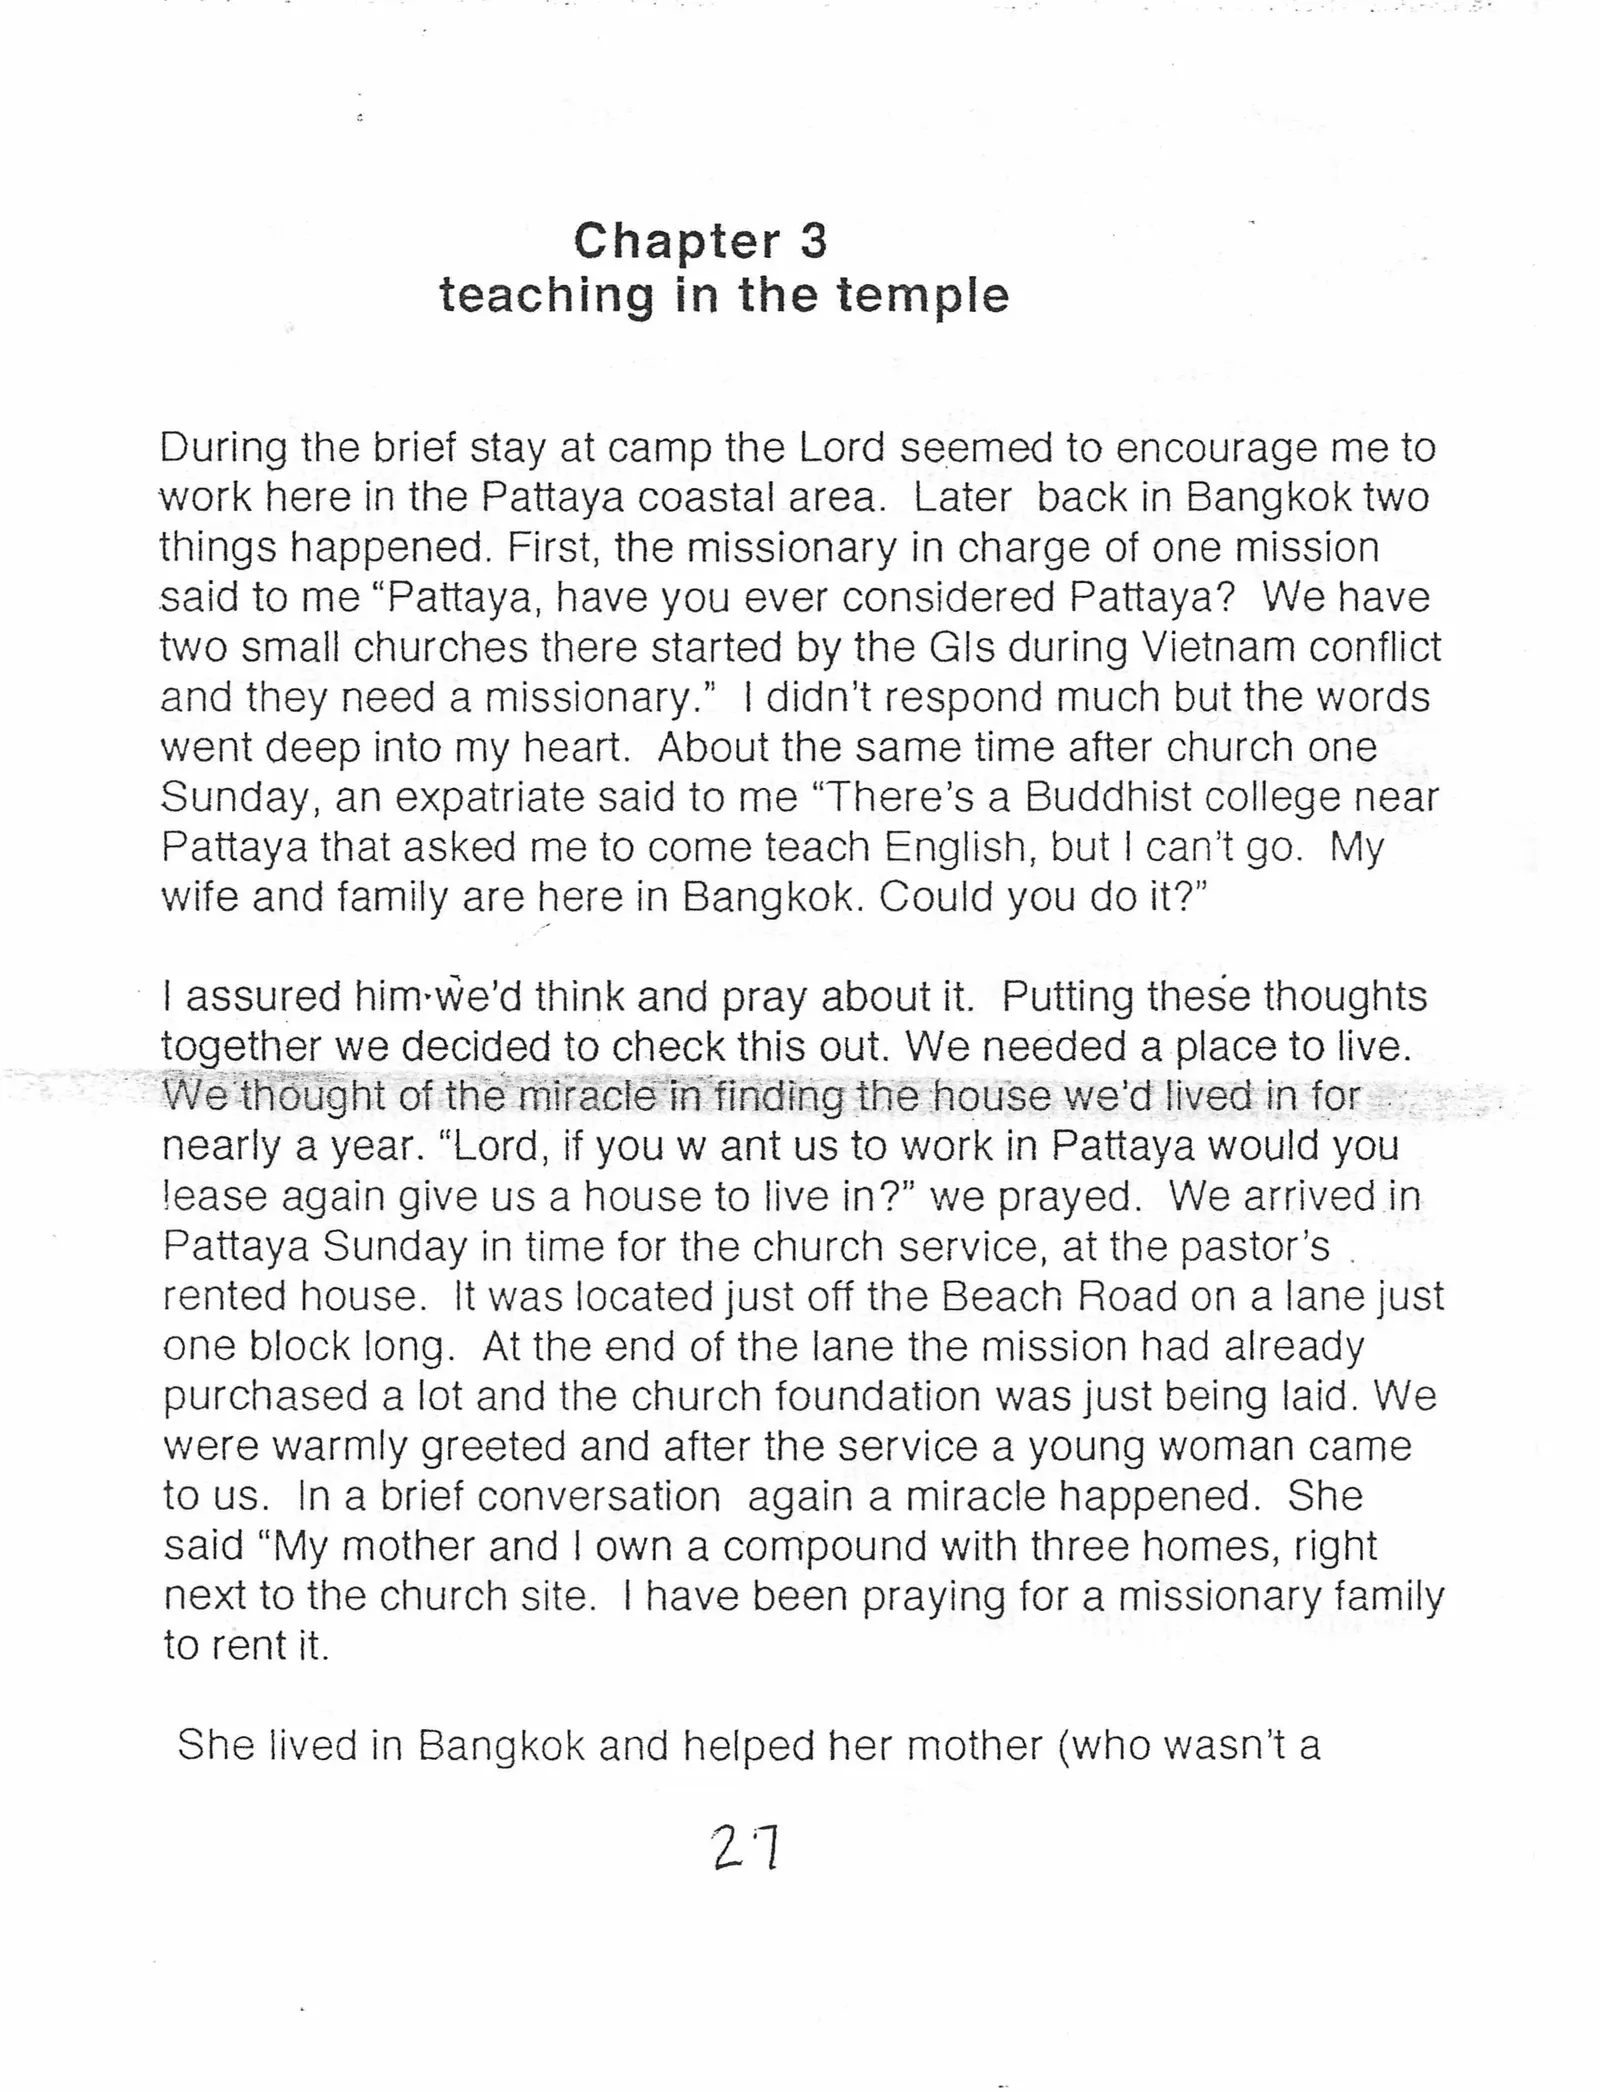 Chapter 3
teaching in the temple
During the brief stay at camp the Lord seemed to encourage me to
work here in the Pattaya coastal area.  Later  back in Bangkok two
things happened. First, the missionary in charge of one mission
said to me “Pattaya, have you ever considered Pattaya?  We have
two small churches there started by the GIs during Vietnam conflict
and they need a missionary.”  I didn’t respond much but the words
went deep into my heart.  About the same time after church one
Sunday, an expatriate said to me “There’s a Buddhist college near
Pattaya that asked me to come teach English, but I can’t go.  My
wife and family are here in Bangkok. Could you do it?”
I assured him we’d think and pray about it.  Putting these thoughts
together we decided to check this out. We needed a place to live.
We thought of the miracle in finding the house we’d lived in for
nearly a year. “Lord, if you w ant us to work in Pattaya would you
lease again give us a house to live in?” we prayed.  We arrived in
Pattaya Sunday in time for the church service, at the pastor’s
rented house.  It was located just off the Beach Road on a lane just
one block long.  At the end of the lane the mission had already
purchased a lot and the church foundation was just being laid. We
were warmly greeted and after the service a young woman came
to us.  In a brief conversation  again a miracle happened.  She
said “My mother and I own a compound with three homes, right
next to the church site.  I have been praying for a missionary family
to rent it.
She lived in Bangkok and helped her mother (who wasn’t a
27